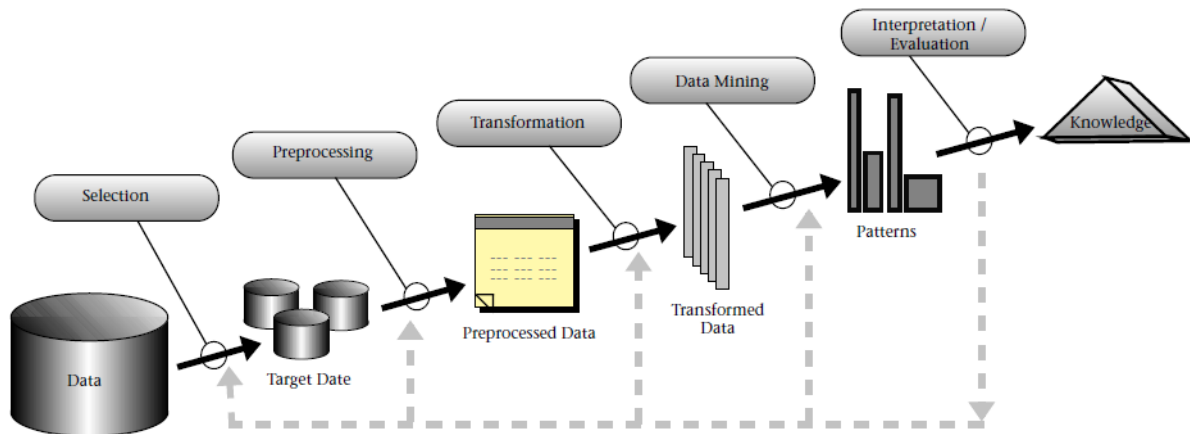 Interpretation /
Evaluation
Data Mining
Transformation
Preprocessing
Selection
Data
Target Date
Preprocessed Data
Transformed
Data
Patterns
Knowledge